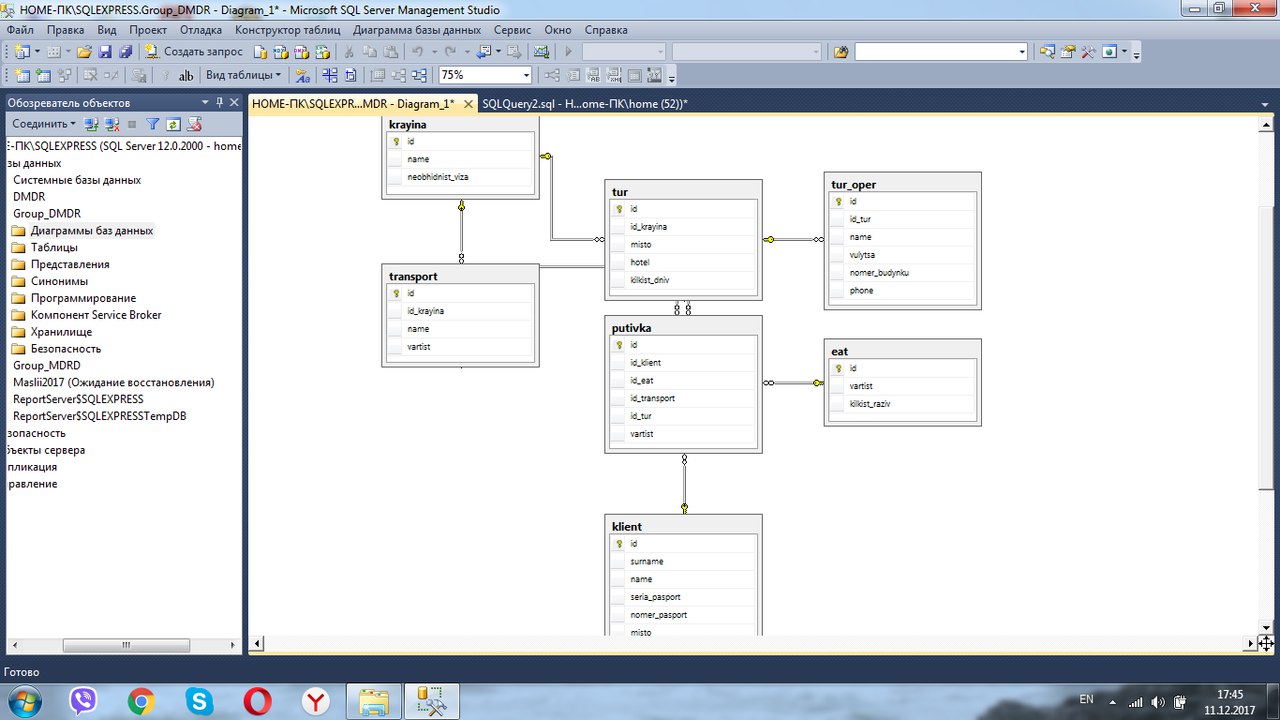 HOME-ПК\SQLEXPRESS.Group_DMDR - Diagram_1* - Microsoft SQL Server Management Studio
Файл Правка Вид Проект Отладка Конструктор таблиц Диаграмма базы данных Сервис Окно Справка
Создать запрос
Вид таблицы 75%
Обозреватель объектов
HOME-ПК\SQLEXPR...MDR - Diagram_1* SQLQuery2.sql - H...ome-ПК\home (52))*
Соединить
E-ПК\SQLEXPRESS (SQL Server 12.0.2000 - home
зы данных
Системные базы данных
DMDR
Group_DMDR
Диаграммы баз данных
Таблицы
Представления
Синонимы
Программирование
Компонент Service Broker
Хранилище
Безопасность
Group_MDRD
Maslii2017 (Ожидание восстановления)
ReportServer$SQLEXPRESS
ReportServer$SQLEXPRESSTempDB
зопасность
ъекты сервера
пликация
равление
krayina
id
name
neobhidnist_viza
transport
id
id_krayina
name
vartist
tur
id
id_krayina
misto
hotel
kilkist_dniv
putivka
id
id_klient
id_eat
id_transport
id_tur
vartist
tur_oper
id
id_tur
name
vulytsa
nomer_budynku
phone
eat
id
vartist
kilkist_raziv
klient
id
surname
name
seria_pasport
nomer_pasport
misto
Готово
EN
17:45
11.12.2017